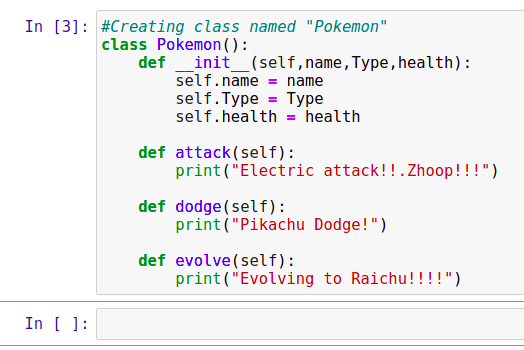 In [3]: #Creating class named "Pokemon"
class Pokemon():
    def __init__(self,name,Type,health):
        self.name = name
        self.Type = Type
        self.health = health

    def attack(self):
        print("Electric attack!!.Zhoop!!!")

    def dodge(self):
        print("Pikachu Dodge!")

    def evolve(self):
        print("Evolving to Raichu!!!!")
In [ ]: